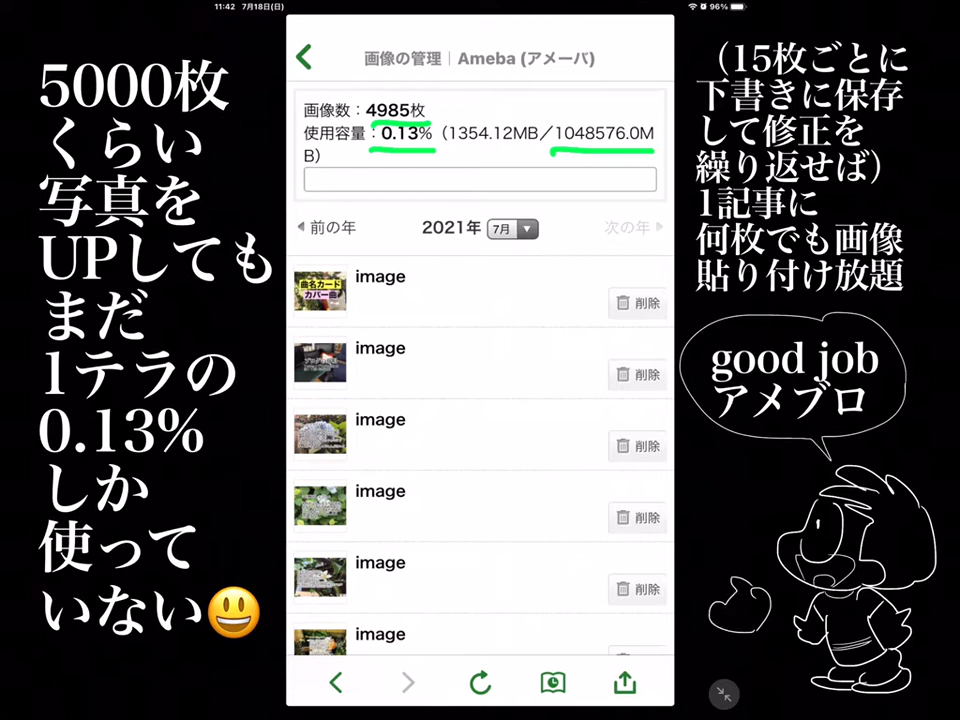 11:42 7月18日(日)
96%
5000枚
くらい
写真を
UPしても
まだ
1テラの
0.13%
しか
使って
いない😃
画像の管理｜Ameba (アメーバ)
画像数：4985枚
使用容量：0.13%（1354.12MB／1048576.0M
B）
前の年
2021年 7月
次の年
image
削除
image
削除
image
削除
image
削除
image
削除
image
（15枚ごとに
下書きに保存
して修正を
繰り返せば）
1記事に
何枚でも画像
貼り付け放題
good job
アメブロ